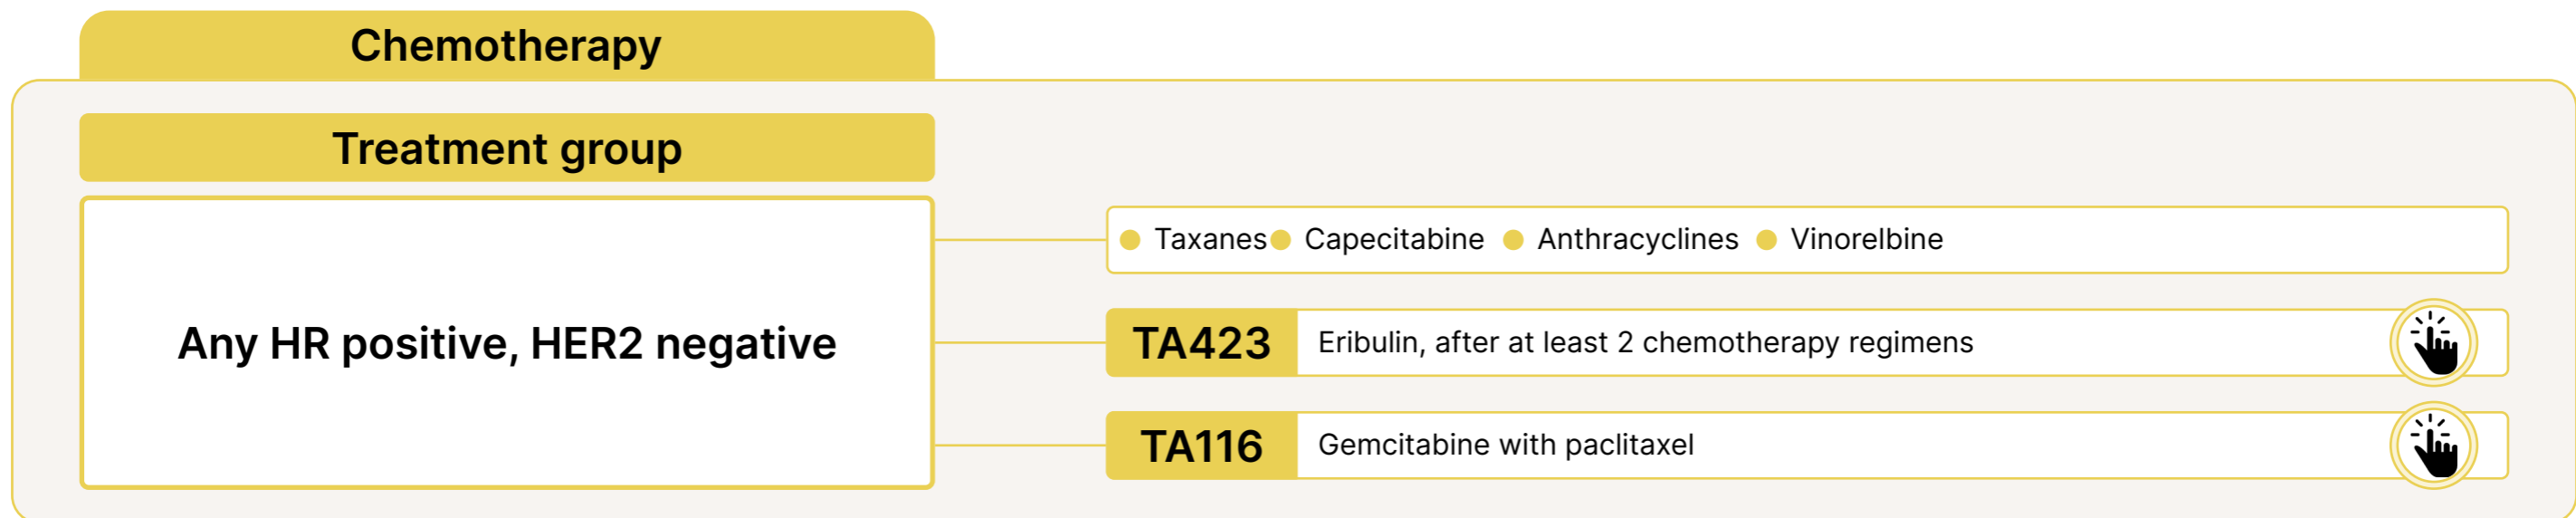 Chemotherapy
Treatment group
Any HR positive, HER2 negative
Taxanes Capecitabine Anthracyclines Vinorelbine
TA423 Eribulin, after at least 2 chemotherapy regimens
TA116 Gemcitabine with paclitaxel